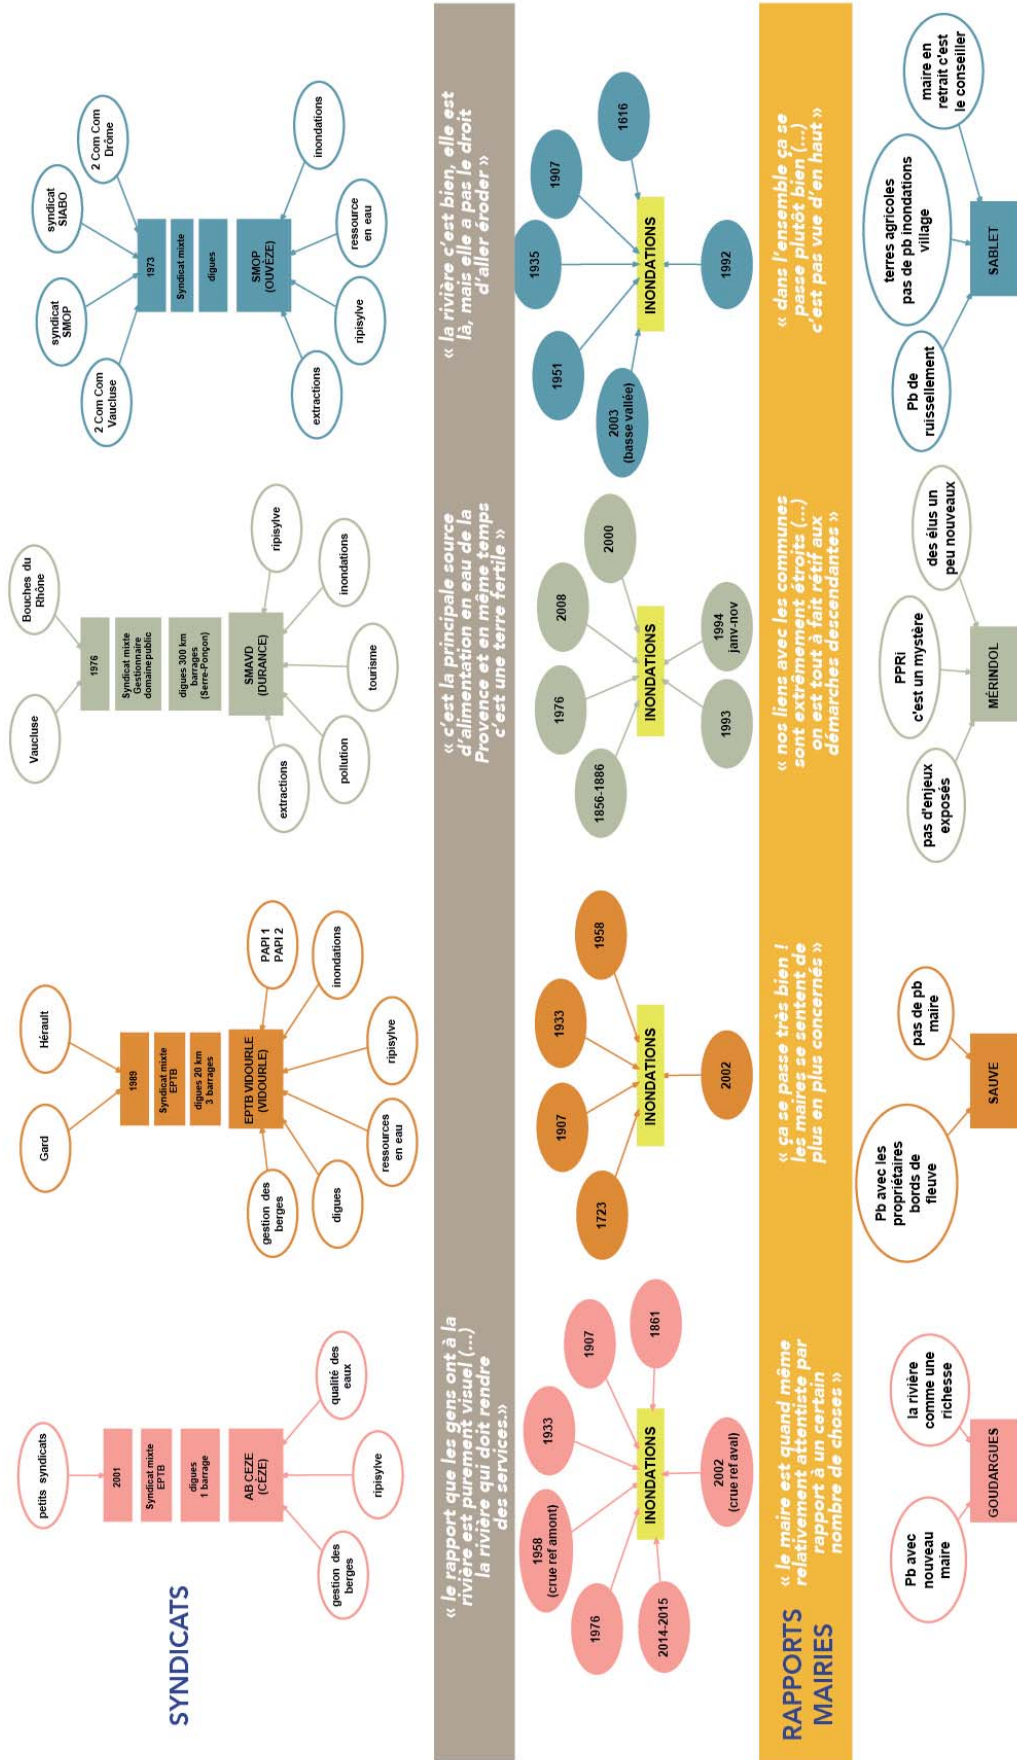 SYNDICATS
petits syndicats
2001
Syndicat mixte
EPTB
digues
1 barrage
AB CEZE
(CÈZE)
gestion des
berges
ripisylve
qualité des
eaux
Gard
Hérault
1989
Syndicat mixte
EPTB
digues 20 km
3 barrages
EPTB VIDOURLE
(VIDOURLE)
gestion des
berges
digues
ressources
en eau
ripisylve
inondations
PAPI 1
PAPI 2
Vaucluse
Bouches du
Rhône
1976
Syndicat mixte
Gestionnaire
domaine public
digues 300 km
barrages
(Serre-Ponçon)
SMAVD
(DURANCE)
extractions
pollution
tourisme
inondations
ripisylve
2 Com Com
Vaucluse
syndicat
SMOP
syndicat
SIABO
2 Com Com
Drôme
1973
Syndicat mixte
digues
SMOP
(OUVÈZE)
extractions
ripisylve
ressource
en eau
inondations
« le rapport que les gens ont à la
rivière est purement visuel (...)
la rivière qui doit rendre
des services.»
« c'est la principale source
d'alimentation en eau de la
Provence et en même temps
c'est une terre fertile »
« la rivière c'est bien, elle est
là, mais elle a pas le droit
d'aller éroder »
2014-2015
1976
1958
(crue ref amont)
1933
1907
1861
INONDATIONS
2002
(crue ref aval)
1723
1907
1933
1958
INONDATIONS
2002
1856-1886
1976
2008
2000
INONDATIONS
1993
1994
janv-nov
2003
(basse vallée)
1951
1935
1907
1616
INONDATIONS
1992
RAPPORTS
MAIRIES
« le maire est quand même
relativement attentiste par
rapport à un certain
nombre de choses »
« ça se passe très bien !
les maires se sentent de
plus en plus concernés »
« nos liens avec les communes
sont extrêmement étroits (...)
on est tout à fait rétif aux
démarches descendantes »
« dans l'ensemble ça se
passe plutôt bien (...)
c'est pas vue d'en haut »
Pb avec
nouveau
maire
la rivière
comme une
richesse
GOUDARGUES
Pb avec les
propriétaires
bords de
fleuve
pas de pb
maire
SAUVE
pas d'enjeux
exposés
PPRi
c'est un mystère
des élus un
peu nouveaux
MÉRINDOL
Pb de
ruissellement
terres agricoles
pas de pb inondations
village
maire en
retrait c'est
le conseiller
SABLET